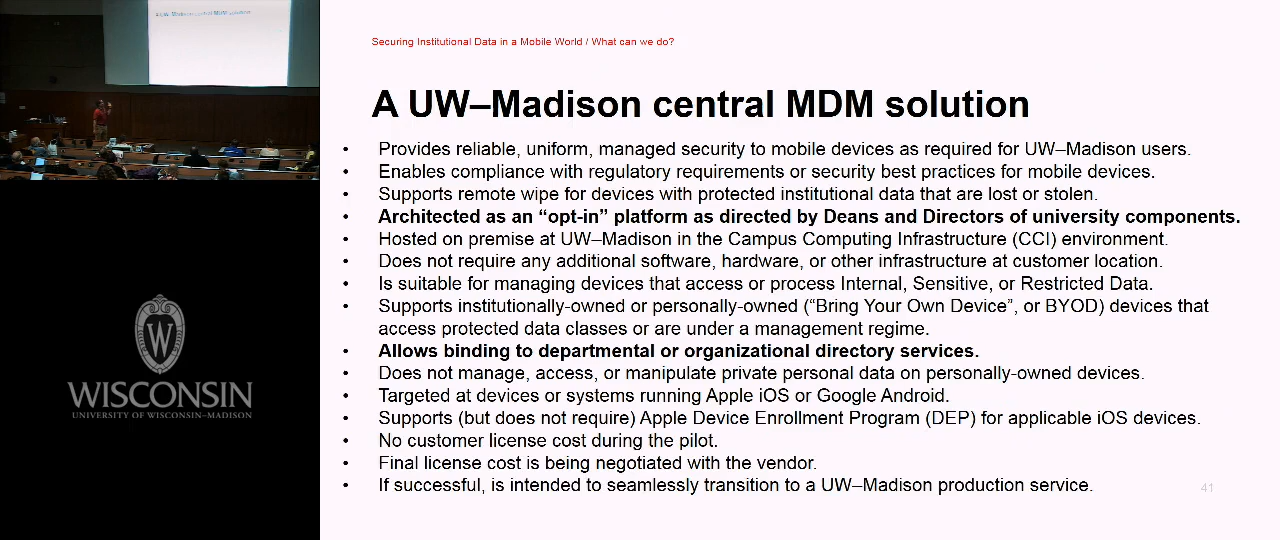 Securing Institutional Data in a Mobile World / What can we do?
A UW–Madison central MDM solution
• Provides reliable, uniform, managed security to mobile devices as required for UW–Madison users.
• Enables compliance with regulatory requirements or security best practices for mobile devices.
• Supports remote wipe for devices with protected institutional data that are lost or stolen.
• Architected as an “opt-in” platform as directed by Deans and Directors of university components.
• Hosted on premise at UW–Madison in the Campus Computing Infrastructure (CCI) environment.
• Does not require any additional software, hardware, or other infrastructure at customer location.
• Is suitable for managing devices that access or process Internal, Sensitive, or Restricted Data.
• Supports institutionally-owned or personally-owned (“Bring Your Own Device”, or BYOD) devices that
access protected data classes or are under a management regime.
• Allows binding to departmental or organizational directory services.
• Does not manage, access, or manipulate private personal data on personally-owned devices.
• Targeted at devices or systems running Apple iOS or Google Android.
• Supports (but does not require) Apple Device Enrollment Program (DEP) for applicable iOS devices.
• No customer license cost during the pilot.
• Final license cost is being negotiated with the vendor.
• If successful, is intended to seamlessly transition to a UW–Madison production service.
41
A UW–Madison central MDM solution
W
WISCONSIN
UNIVERSITY OF WISCONSIN–MADISON